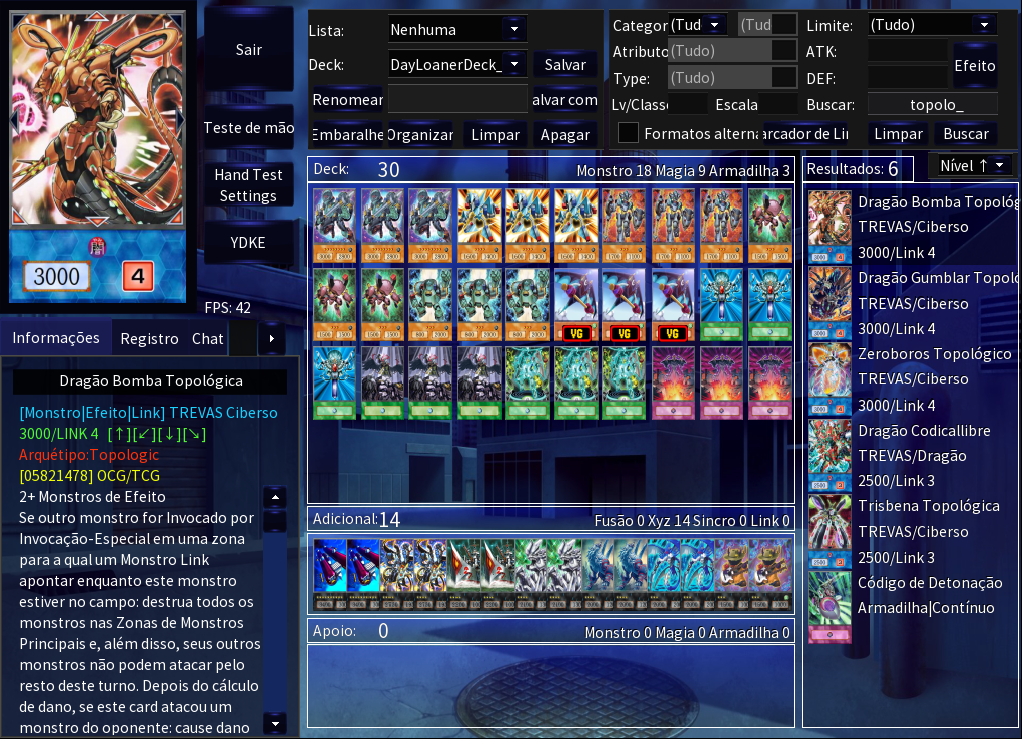 3000
4
Sair
Teste de mão
Hand Test
Settings
YDKE
FPS: 42
Informações
Registro
Chat
Dragão Bomba Topológica
[Monstro|Efeito|Link] TREVAS Ciberso
3000/LINK 4 [↑][↙][↓][↘]
Arquétipo:Topologic
[05821478] OCG/TCG
2+ Monstros de Efeito
Se outro monstro for Invocado por
Invocação-Especial em uma zona
para a qual um Monstro Link
apontar enquanto este monstro
estiver no campo: destrua todos os
monstros nas Zonas de Monstros
Principais e, além disso, seus outros
monstros não podem atacar pelo
resto deste turno. Depois do cálculo
de dano, se este card atacou um
monstro do oponente: cause dano
Lista:
Nenhuma
Deck:
DayLoanerDeck_
Salvar
Renomear
alvar com
Embaralhe
Organizar
Limpar
Apagar
Categor
(Tud
(Tud
Limite:
(Tudo)
Atributo
(Tudo)
ATK:
Efeito
Type:
(Tudo)
DEF:
Lv/Classe
Escala
Buscar:
topolo_
Formatos altern
arcador de Li
Limpar
Buscar
Deck: 30
Monstro 18 Magia 9 Armadilha 3
VG
VG
VG
Adicional: 14
Fusão 0 Xyz 14 Sincro 0 Link 0
Apoio: 0
Monstro 0 Magia 0 Armadilha 0
Resultados: 6
Nível ↑
Dragão Bomba Topológ
TREVAS/Ciberso
3000/Link 4
Dragão Gumblar Topolo
TREVAS/Ciberso
3000/Link 4
Zeroboros Topológico
TREVAS/Ciberso
3000/Link 4
Dragão Codicallibre
TREVAS/Dragão
2500/Link 3
Trisbena Topológica
TREVAS/Ciberso
2500/Link 3
Código de Detonação
Armadilha|Contínuo